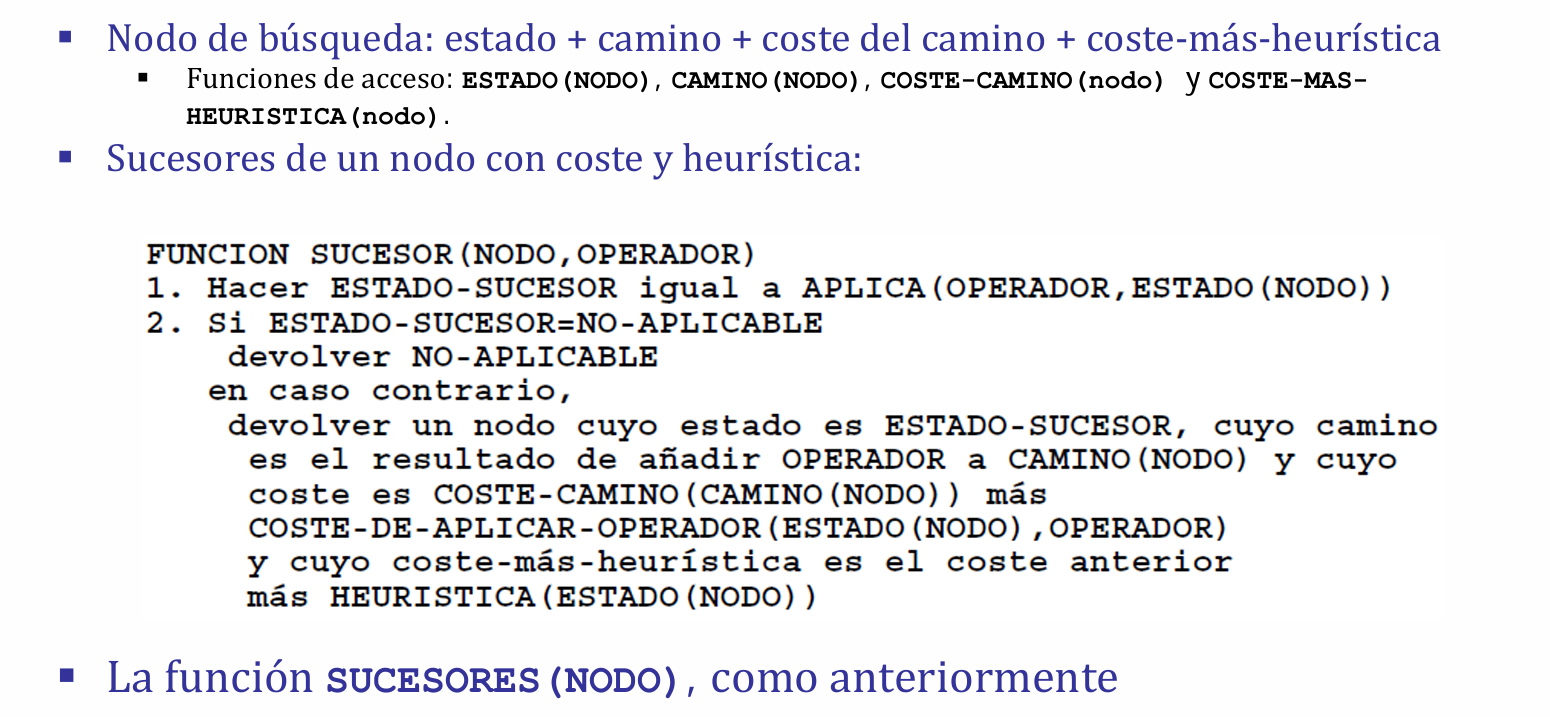 ▪ Nodo de búsqueda: estado + camino + coste del camino + coste-más-heurística
▪ Funciones de acceso: ESTADO(NODO), CAMINO(NODO), COSTE-CAMINO(nodo) y COSTE-MAS-
HEURISTICA(nodo).
▪ Sucesores de un nodo con coste y heurística:
FUNCION SUCESOR(NODO,OPERADOR)
1. Hacer ESTADO-SUCESOR igual a APLICA(OPERADOR,ESTADO(NODO))
2. Si ESTADO-SUCESOR=NO-APLICABLE
devolver NO-APLICABLE
en caso contrario,
devolver un nodo cuyo estado es ESTADO-SUCESOR, cuyo camino
es el resultado de añadir OPERADOR a CAMINO(NODO) y cuyo
coste es COSTE-CAMINO(CAMINO(NODO)) más
COSTE-DE-APLICAR-OPERADOR(ESTADO(NODO),OPERADOR)
y cuyo coste-más-heurística es el coste anterior
más HEURISTICA(ESTADO(NODO))
▪ La función SUCESORES(NODO), como anteriormente